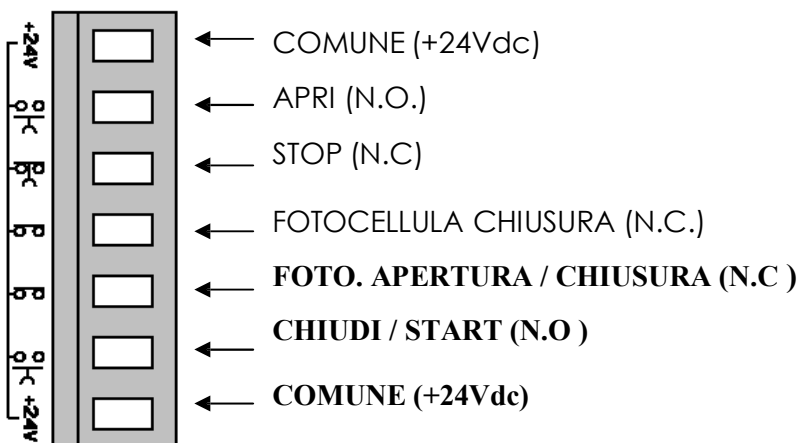 +24V
COMUNE (+24Vdc)
APRI (N.O.)
STOP (N.C)
FOTOCELLULA CHIUSURA (N.C.)
FOTO. APERTURA / CHIUSURA (N.C )
CHIUDI / START (N.O )
COMUNE (+24Vdc)
+24V